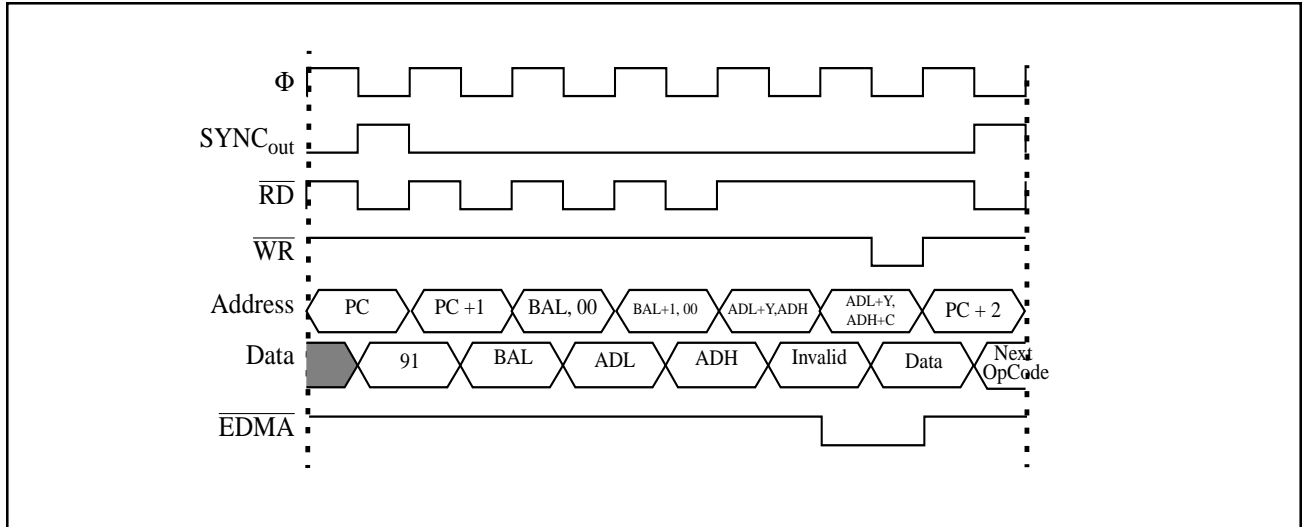 Φ
SYNCout
RD
WR
Address PC PC +1 BAL, 00 BAL+1, 00 ADL+Y,ADH ADL+Y, ADH+C PC + 2
Data 91 BAL ADL ADH Invalid Data Next OpCode
EDMA